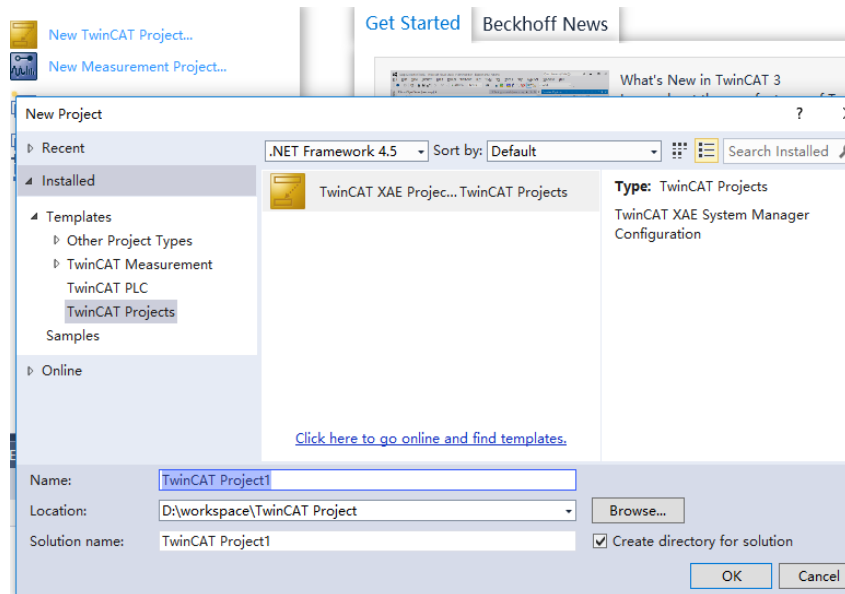 Get Started Beckhoff News
New TwinCAT Project...
New Measurement Project...
What's New in TwinCAT 3
New Project ?
Recent .NET Framework 4.5 Sort by: Default Search Installed
Installed
TwinCAT XAE Projec... TwinCAT Projects Type: TwinCAT Projects
Templates TwinCAT XAE System Manager
Other Project Types Configuration
TwinCAT Measurement
TwinCAT PLC
TwinCAT Projects
Samples
Online
Click here to go online and find templates.
Name: TwinCAT Project1
Location: D:\workspace\TwinCAT Project Browse...
Solution name: TwinCAT Project1 Create directory for solution
OK Cancel